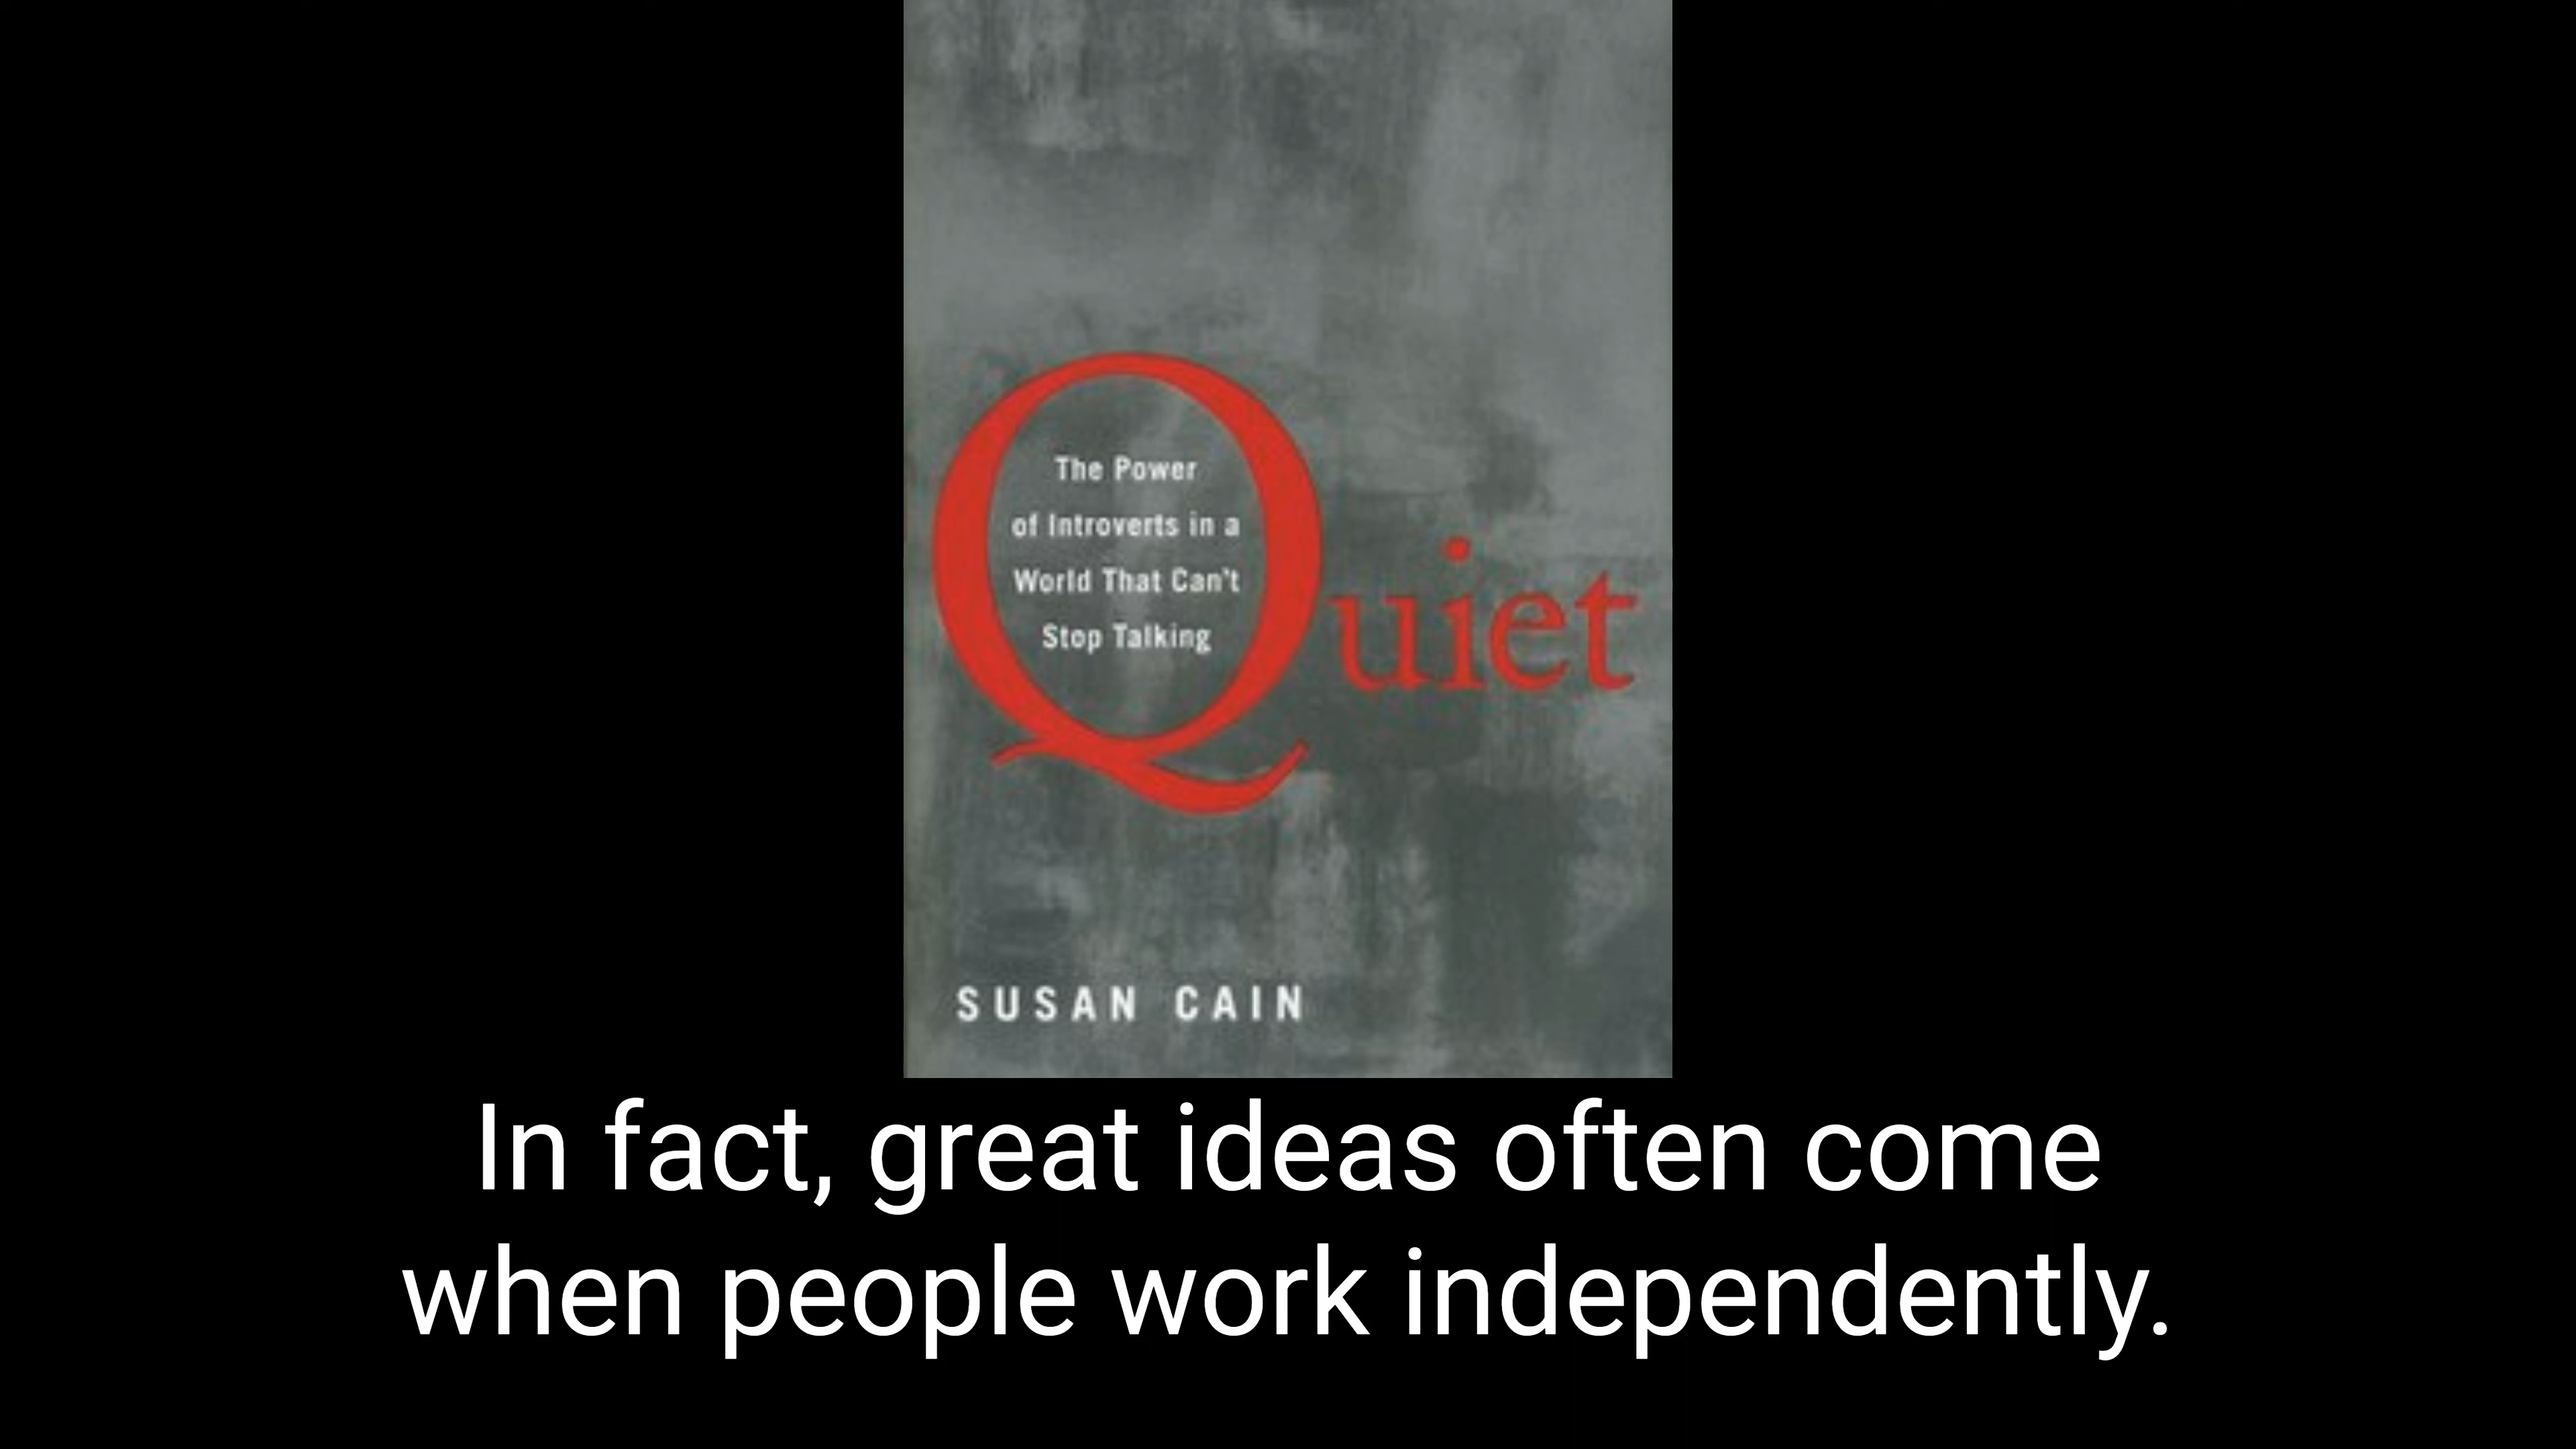 The Power
of Introverts in a
World That Can't
Stop Talking
Quiet
SUSAN CAIN
In fact, great ideas often come
when people work independently.